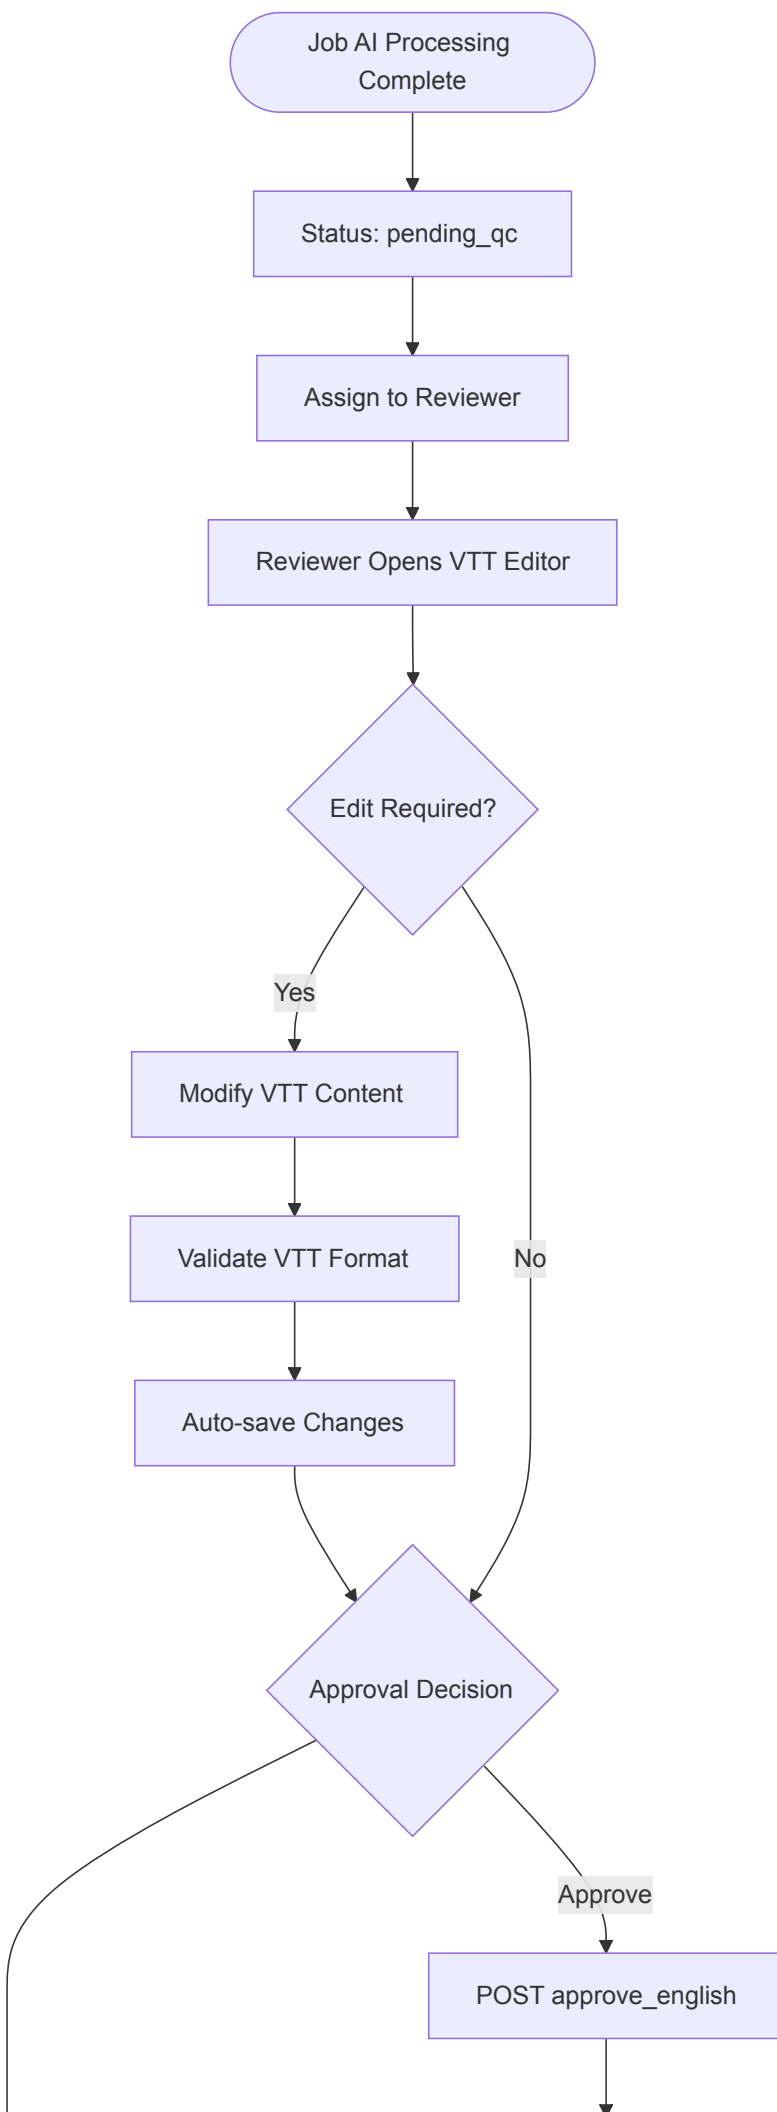 Job AI Processing
Complete
Status: pending_qc
Assign to Reviewer
Reviewer Opens VTT Editor
Edit Required?
Yes
Modify VTT Content
Validate VTT Format
No
Auto-save Changes
Approval Decision
Approve
POST approve_english